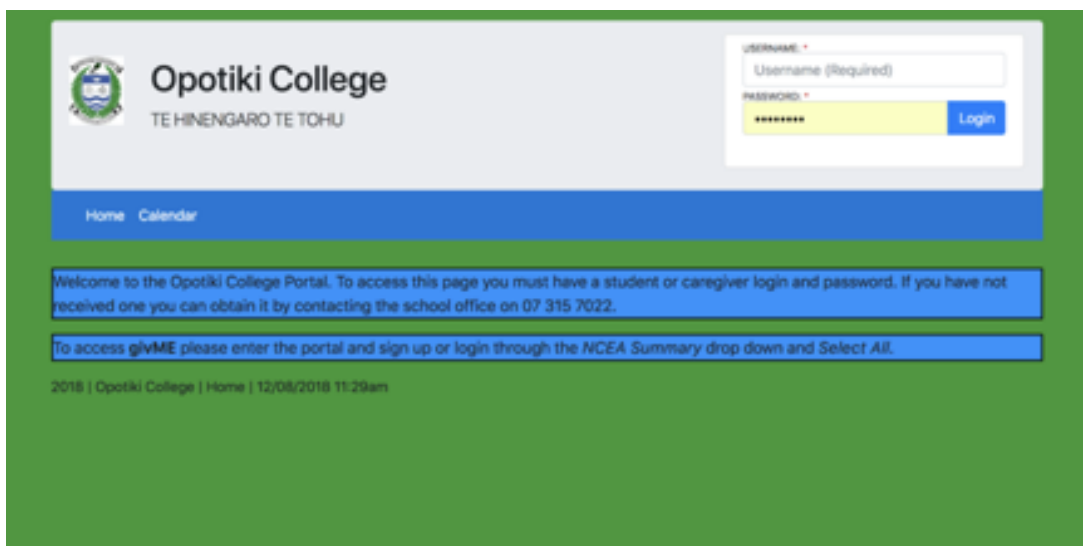 Opotiki College
TE HINENGARO TE TOHU
USERNAME: *
Username (Required)
PASSWORD: *
••••••••
Login
Home Calendar
Welcome to the Opotiki College Portal. To access this page you must have a student or caregiver login and password. If you have not
received one you can obtain it by contacting the school office on 07 315 7022.
To access givME please enter the portal and sign up or login through the NCEA Summary drop down and Select All.
2018 | Opotiki College | Home | 12/08/2018 11:29am